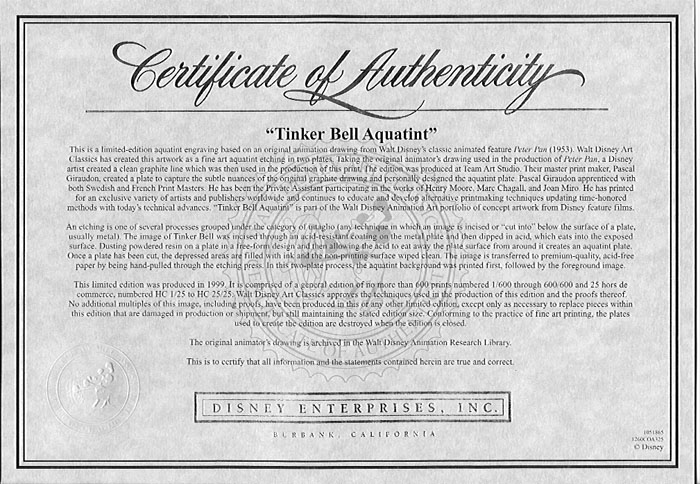 Certificate of Authenticity
“Tinker Bell Aquatint”
This is a limited-edition aquatint engraving based on an original animation drawing from Walt Disney’s classic animated feature Peter Pan (1953). Walt Disney Art
Classics has created this artwork as a fine art aquatint etching in two plates. Taking the original animator’s drawing used in the production of Peter Pan, a Disney
artist created a clean graphite line which was then used in the production of this print. The edition was produced at Team Art Studio. Their master print maker, Pascal
Giraudon, created a plate to capture the subtle nuances of the original graphite drawing and personally designed the aquatint plate. Pascal Giraudon apprenticed with
both Swedish and French Print Masters. He has been the Private Assistant participating in the works of Henry Moore, Marc Chagall, and Joan Miro. He has printed
for an exclusive variety of artists and publishers worldwide and continues to educate and develop alternative printmaking techniques updating time-honored
methods with today’s technical advances. “Tinker Bell Aquatint” is part of the Walt Disney Animation Art portfolio of concept artwork from Disney feature films.
An etching is one of several processes grouped under the category of intaglio (any technique in which an image is incised or “cut into” below the surface of a plate,
usually metal). The image of Tinker Bell was incised through an acid-resistant coating on the metal plate and then dipped in acid, which eats into the exposed
surface. Dusting powdered resin on a plate in a free-form design and then allowing the acid to eat away the plate surface from around it creates an aquatint plate.
Once a plate has been cut, the depressed areas are filled with ink and the non-printing surface wiped clean. The image is transferred to premium-quality, acid-free
paper by being hand-pulled through the etching press. In this two-plate process, the aquatint background was printed first, followed by the foreground image.
This limited edition was produced in 1999. It is comprised of a general edition of no more than 600 prints numbered 1/600 through 600/600 and 25 hors de
commerce, numbered HC 1/25 to HC 25/25. Walt Disney Art Classics approves the techniques used in the production of this edition and the proofs thereof.
No additional multiples of this image, including proofs, have been produced in this or any other limited edition, except only as necessary to replace pieces within
this edition that are damaged in production or shipment, but still maintaining the stated edition size. Conforming to the practice of fine art printing, the plates
used to create the edition are destroyed when the edition is closed.
The original animator’s drawing is archived in the Walt Disney Animation Research Library.
This is to certify that all information and the statements contained herein are true and correct.
DISNEY ENTERPRISES, INC.
BURBANK, CALIFORNIA
1051865
1260COA325
© Disney